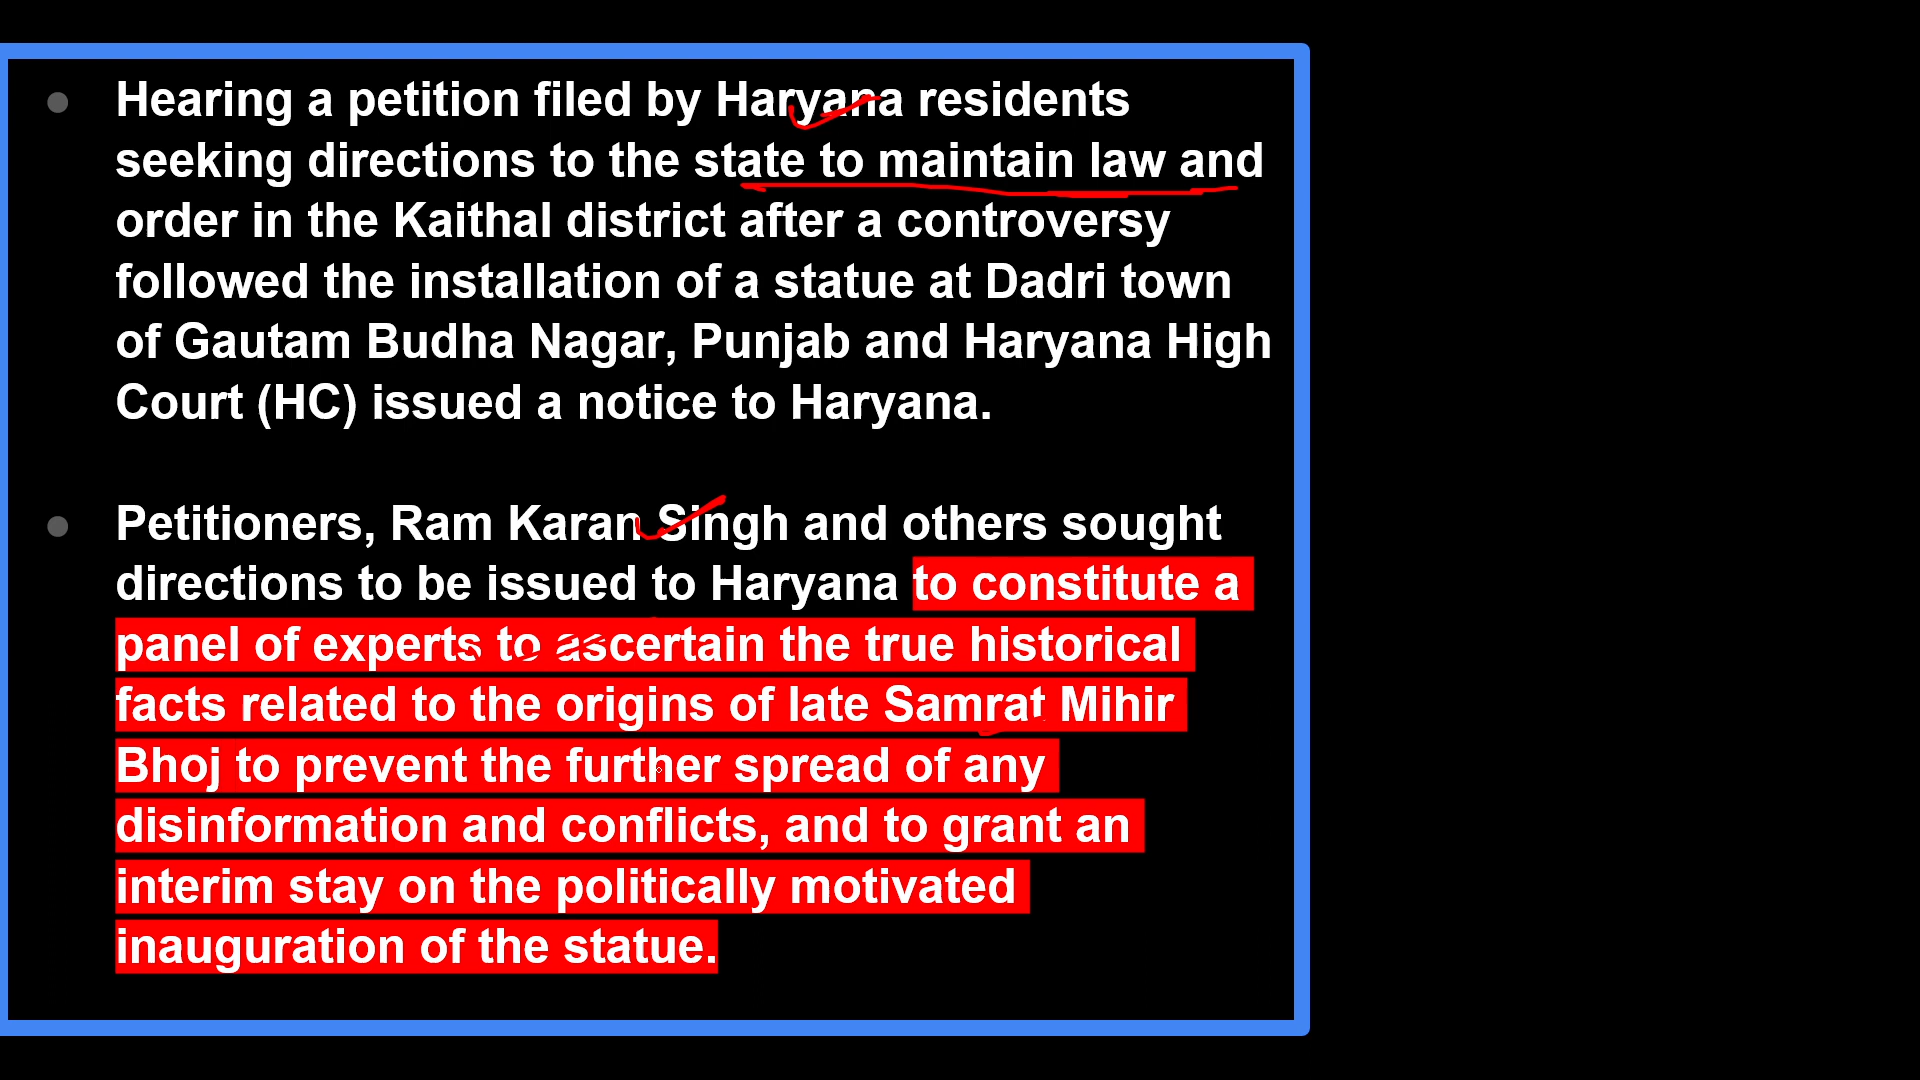 Hearing a petition filed by Haryana residents
seeking directions to the state to maintain law and
order in the Kaithal district after a controversy
followed the installation of a statue at Dadri town
of Gautam Budha Nagar, Punjab and Haryana High
Court (HC) issued a notice to Haryana.
Petitioners, Ram Karan Singh and others sought
directions to be issued to Haryana to constitute a
panel of experts to ascertain the true historical
facts related to the origins of late Samrat Mihir
Bhoj to prevent the further spread of any
disinformation and conflicts, and to grant an
interim stay on the politically motivated
inauguration of the statue.